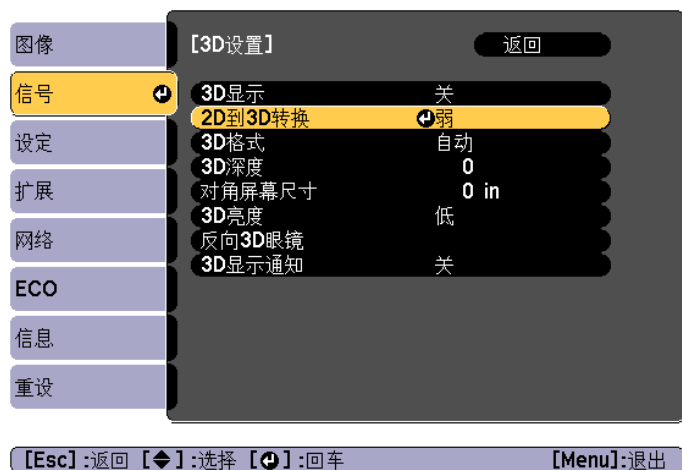 图像
信号
设定
扩展
网络
ECO
信息
重设
[3D设置] 返回
3D显示 关
2D到3D转换 弱
3D格式 自动
3D深度 0
对角屏幕尺寸 0 in
3D亮度 低
反向3D眼镜
3D显示通知 关
[Esc]:返回 [◆]:选择 [⏎]:回车 [Menu]:退出